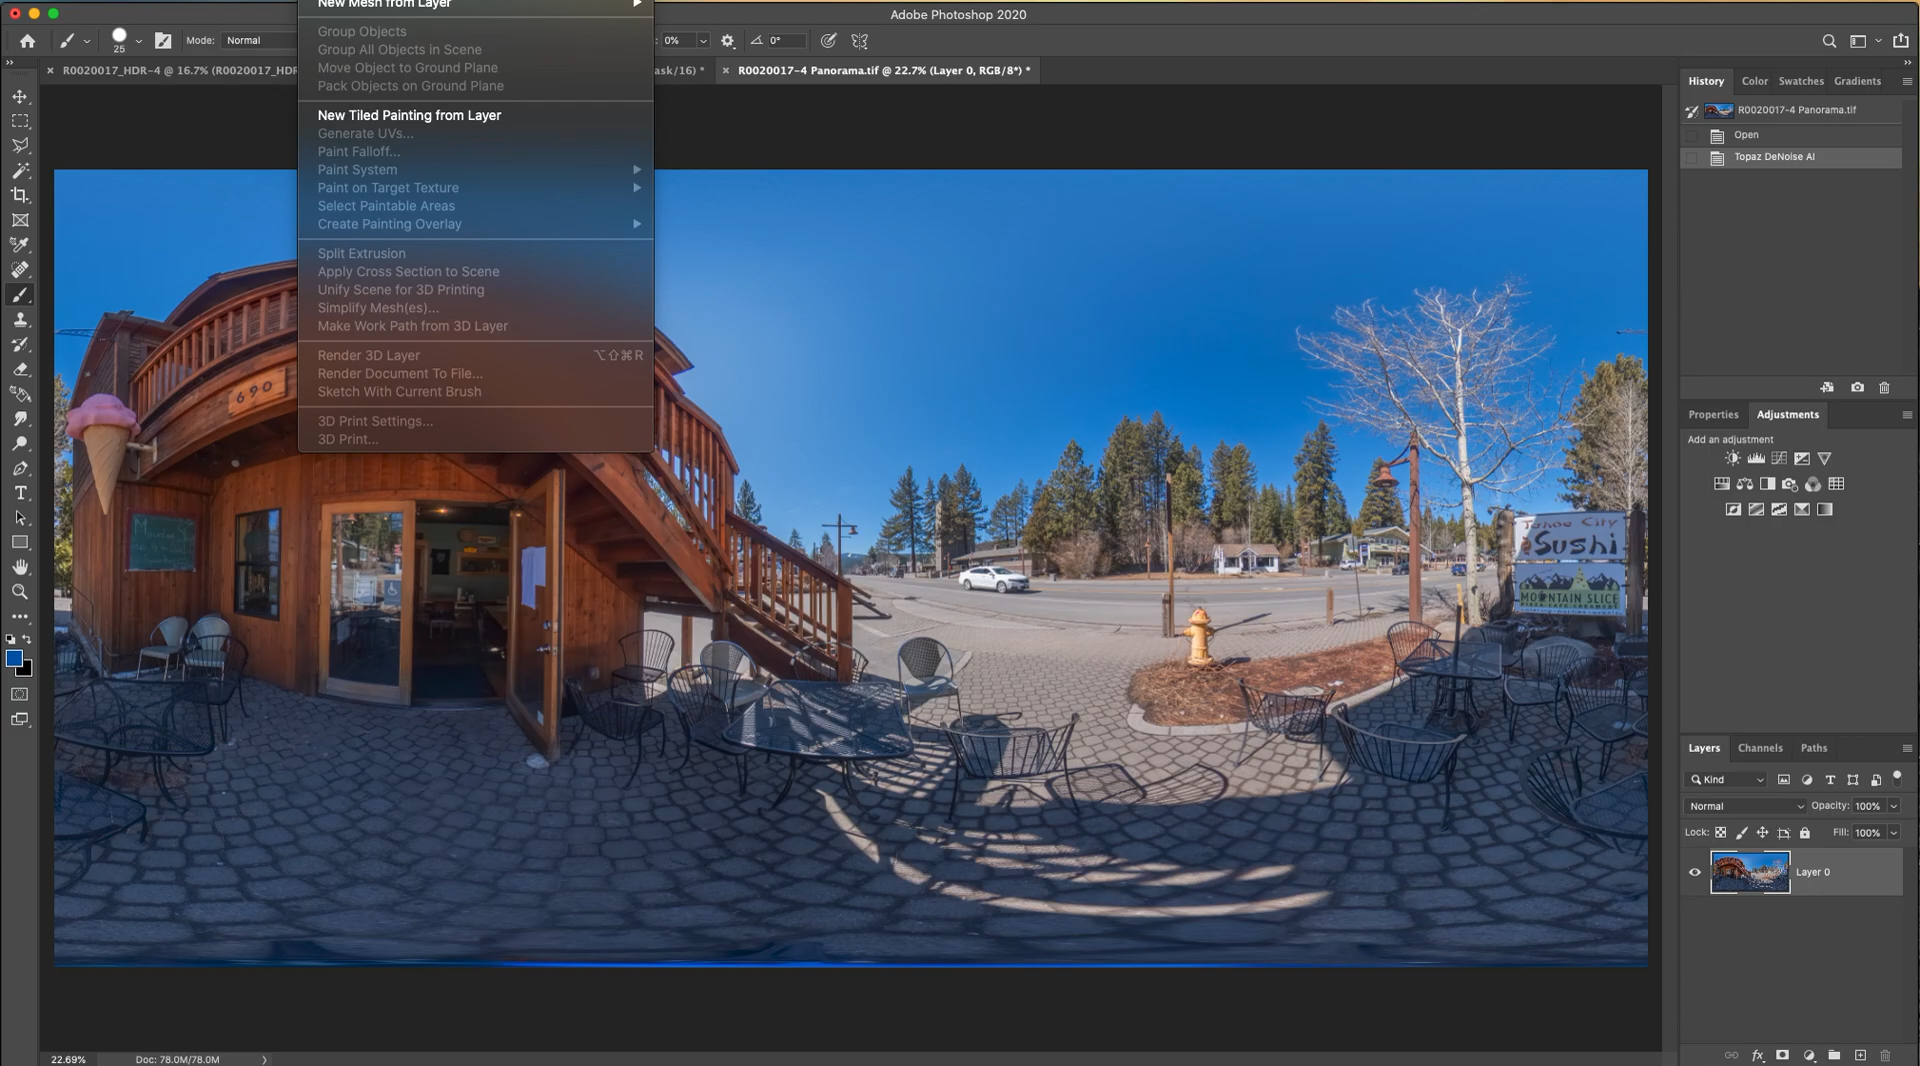 New Mesh from Layer
Adobe Photoshop 2020
25
Mode: Normal
0%
0°
R0020017_HDR-4 @ 16.7% (R0020017_HDR
ask/16) *
R0020017-4 Panorama.tif @ 22.7% (Layer 0, RGB/8*) *
Group Objects
Group All Objects in Scene
Move Object to Ground Plane
Pack Objects on Ground Plane
New Tiled Painting from Layer
Generate UVs...
Paint Falloff...
Paint System
Paint on Target Texture
Select Paintable Areas
Create Painting Overlay
Split Extrusion
Apply Cross Section to Scene
Unify Scene for 3D Printing
Simplify Mesh(es)...
Make Work Path from 3D Layer
Render 3D Layer ⌥⇧⌘R
Render Document To File...
Sketch With Current Brush
3D Print Settings...
3D Print...
690
Tahoe City
Sushi
MOUNTAIN SLICE
History Color Swatches Gradients
R0020017-4 Panorama.tif
Open
Topaz DeNoise AI
Properties Adjustments
Add an adjustment
Layers Channels Paths
Kind
Normal Opacity: 100%
Lock: Fill: 100%
Layer 0
22.69% Doc: 78.0M/78.0M